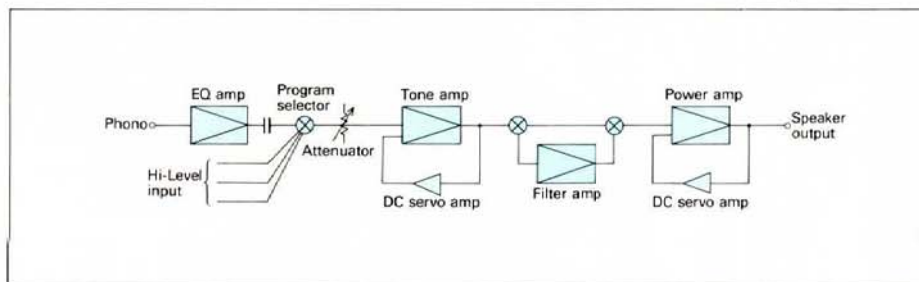 EQ amp
Program
selector
Tone amp
Power amp
Phono
Speaker
output
Attenuator
Hi-Level
input
DC servo amp
Filter amp
DC servo amp